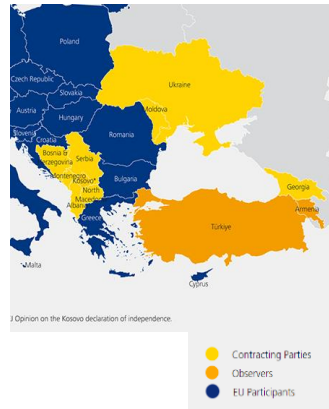 Poland
Czech Republic
Slovakia
Ukraine
Austria
Hungary
Moldova
Slovenia
Croatia
Romania
Bosnia &
Herzegovina
Serbia
Montenegro
Kosovo*
Bulgaria
North
Macedonia
Albania
Georgia
Armenia
Greece
Türkiye
Malta
Cyprus
J Opinion on the Kosovo declaration of independence.
Contracting Parties
Observers
EU Participants